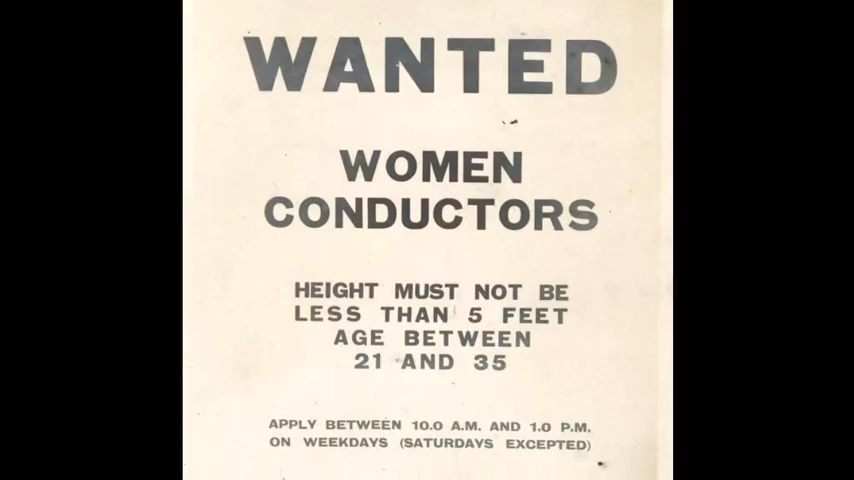 WANTED
WOMEN
CONDUCTORS
HEIGHT MUST NOT BE
LESS THAN 5 FEET
AGE BETWEEN
21 AND 35
APPLY BETWEEN 10.0 A.M. AND 1.0 P.M.
ON WEEKDAYS (SATURDAYS EXCEPTED)